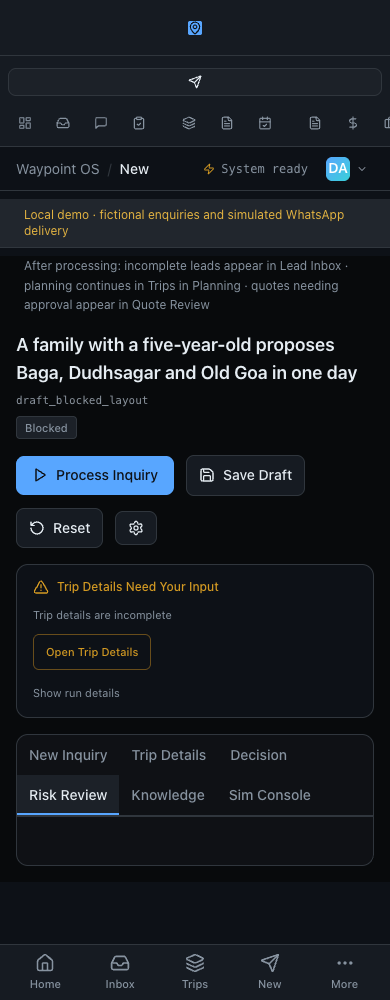 Waypoint OS / New
System ready
DA
Local demo · fictional enquiries and simulated WhatsApp
delivery
After processing: incomplete leads appear in Lead Inbox ·
planning continues in Trips in Planning · quotes needing
approval appear in Quote Review
A family with a five-year-old proposes
Baga, Dudhsagar and Old Goa in one day
draft_blocked_layout
Blocked
Process Inquiry
Save Draft
Reset
Trip Details Need Your Input
Trip details are incomplete
Open Trip Details
Show run details
New Inquiry
Trip Details
Decision
Risk Review
Knowledge
Sim Console
Home
Inbox
Trips
New
More